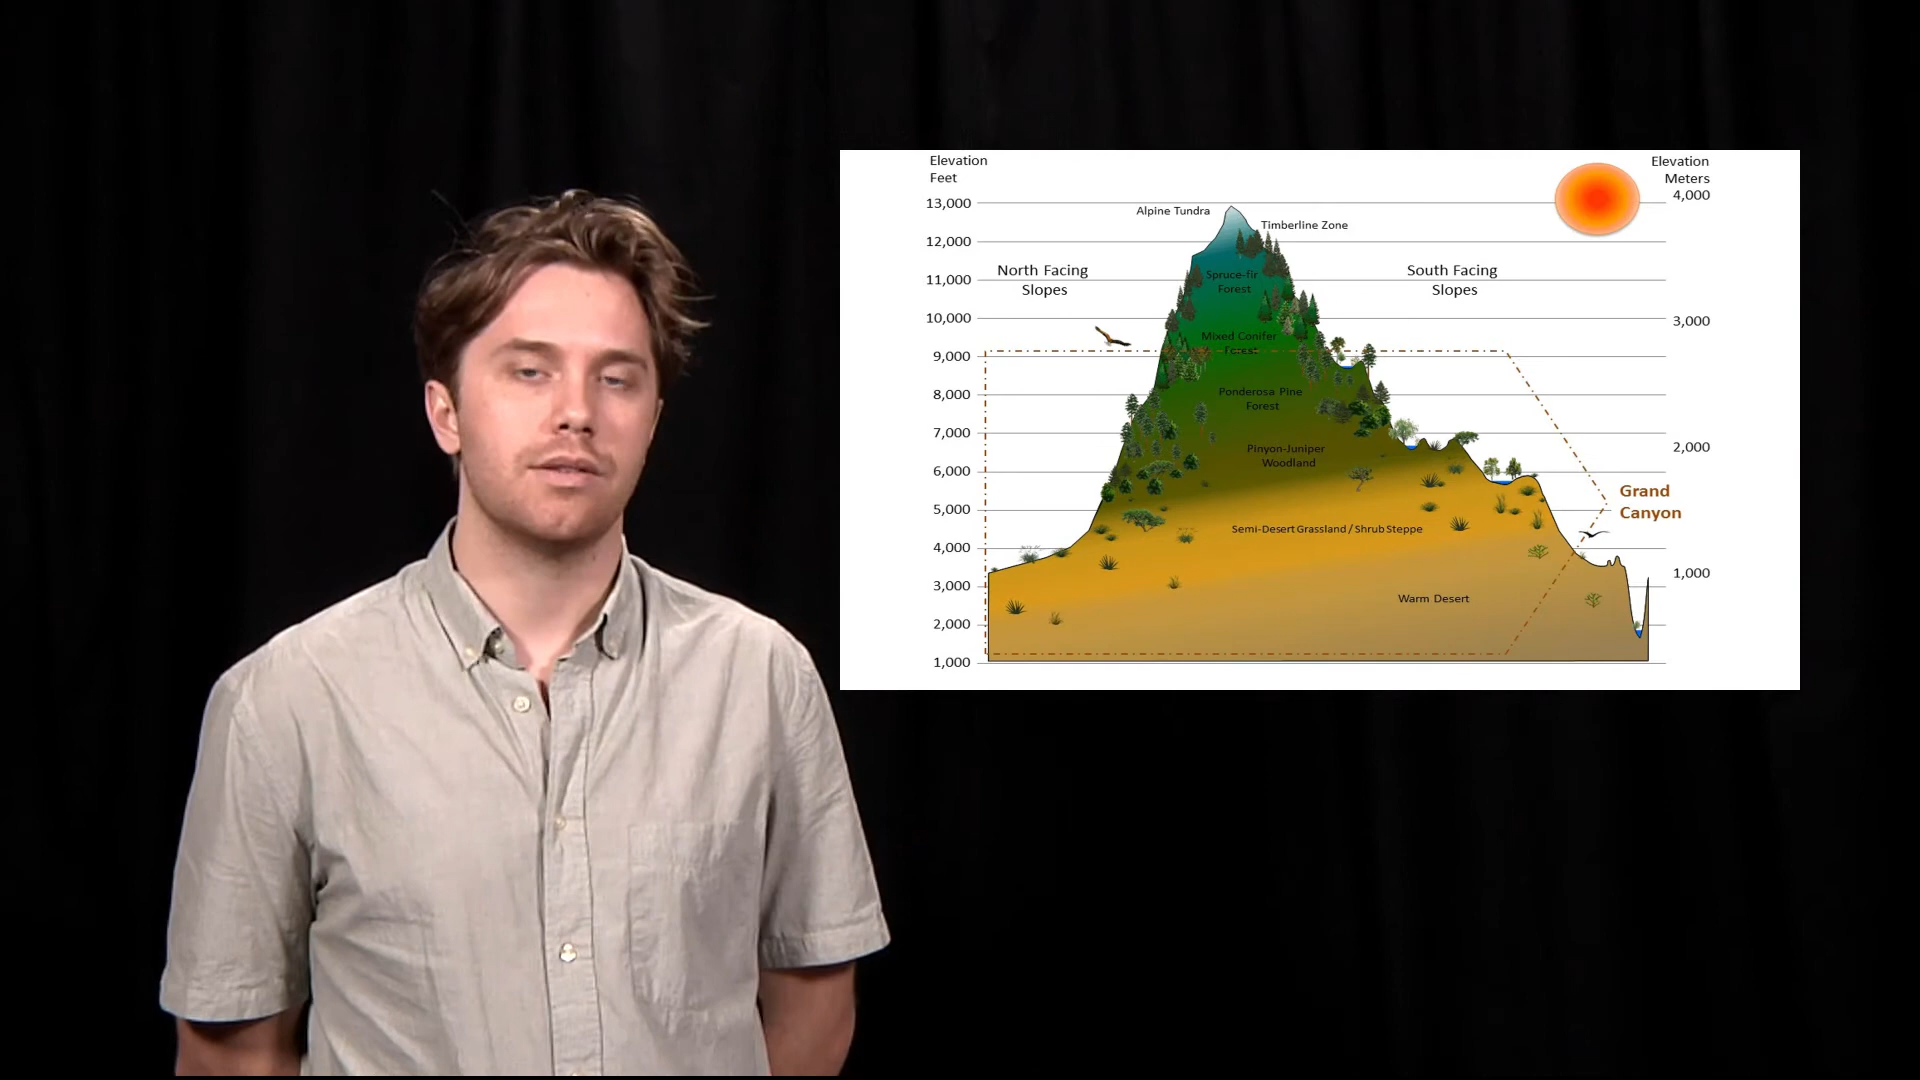 Elevation
Feet
Elevation
Meters
4,000
13,000
Alpine Tundra
Timberline Zone
12,000
North Facing
Slopes
South Facing
Slopes
11,000
Spruce-fir
Forest
10,000
3,000
Mixed Conifer
Forest
9,000
8,000
Ponderosa Pine
Forest
7,000
2,000
Pinyon-Juniper
Woodland
6,000
Grand
Canyon
5,000
Semi-Desert Grassland / Shrub Steppe
4,000
1,000
3,000
Warm Desert
2,000
1,000